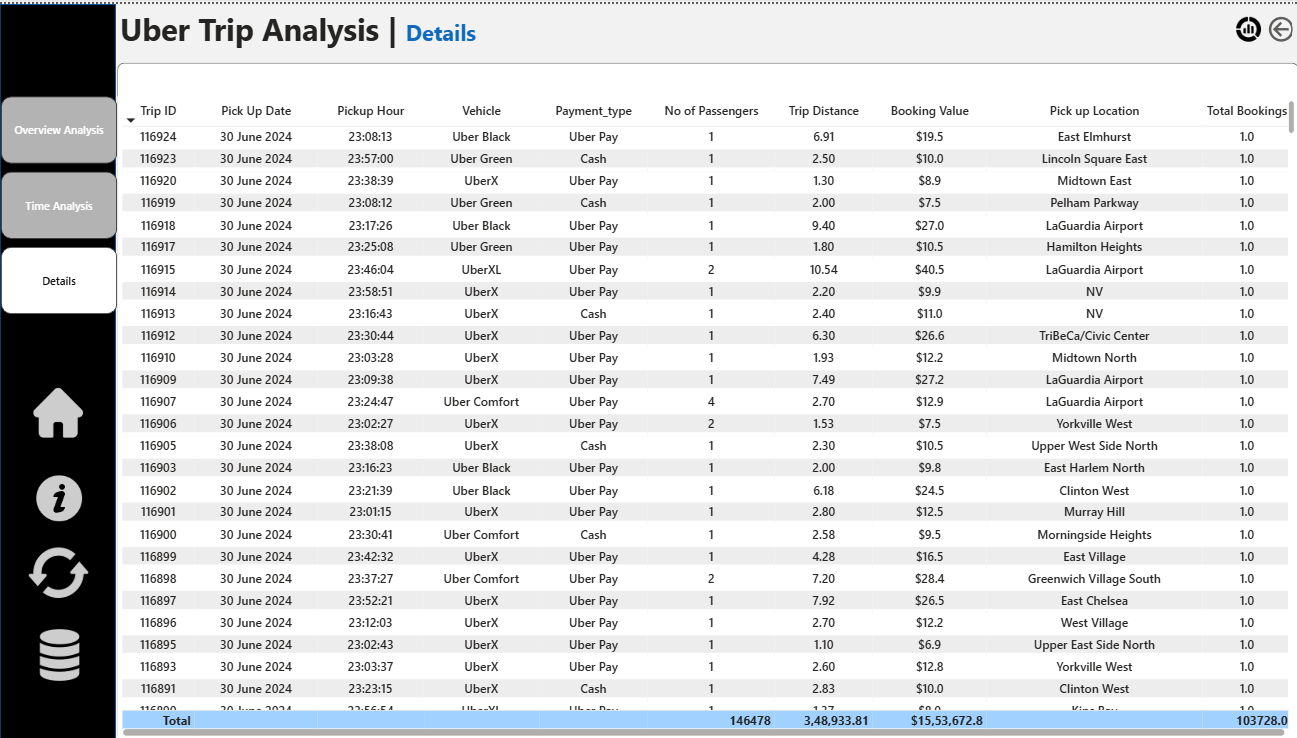 Uber Trip Analysis | Details
Overview Analysis
Time Analysis
Details
Trip ID Pick Up Date Pickup Hour Vehicle Payment_type No of Passengers Trip Distance Booking Value Pick up Location Total Bookings
116924 30 June 2024 23:08:13 Uber Black Uber Pay 1 6.91 $19.5 East Elmhurst 1.0
116923 30 June 2024 23:57:00 Uber Green Cash 1 2.50 $10.0 Lincoln Square East 1.0
116920 30 June 2024 23:38:39 UberX Uber Pay 1 1.30 $8.9 Midtown East 1.0
116919 30 June 2024 23:08:12 Uber Green Cash 1 2.00 $7.5 Pelham Parkway 1.0
116918 30 June 2024 23:17:26 Uber Black Uber Pay 1 9.40 $27.0 LaGuardia Airport 1.0
116917 30 June 2024 23:25:08 Uber Green Uber Pay 1 1.80 $10.5 Hamilton Heights 1.0
116915 30 June 2024 23:46:04 UberXL Uber Pay 2 10.54 $40.5 LaGuardia Airport 1.0
116914 30 June 2024 23:58:51 UberX Uber Pay 1 2.20 $9.9 NV 1.0
116913 30 June 2024 23:16:43 UberX Cash 1 2.40 $11.0 NV 1.0
116912 30 June 2024 23:30:44 UberX Uber Pay 1 6.30 $26.6 TriBeCa/Civic Center 1.0
116910 30 June 2024 23:03:28 UberX Uber Pay 1 1.93 $12.2 Midtown North 1.0
116909 30 June 2024 23:09:38 UberX Uber Pay 1 7.49 $27.2 LaGuardia Airport 1.0
116907 30 June 2024 23:24:47 Uber Comfort Uber Pay 4 2.70 $12.9 LaGuardia Airport 1.0
116906 30 June 2024 23:02:27 UberX Uber Pay 2 1.53 $7.5 Yorkville West 1.0
116905 30 June 2024 23:38:08 UberX Cash 1 2.30 $10.5 Upper West Side North 1.0
116903 30 June 2024 23:16:23 Uber Black Uber Pay 1 2.00 $9.8 East Harlem North 1.0
116902 30 June 2024 23:21:39 Uber Black Uber Pay 1 6.18 $24.5 Clinton West 1.0
116901 30 June 2024 23:01:15 UberX Uber Pay 1 2.80 $12.5 Murray Hill 1.0
116900 30 June 2024 23:30:41 Uber Comfort Cash 1 2.58 $9.5 Morningside Heights 1.0
116899 30 June 2024 23:42:32 UberX Uber Pay 1 4.28 $16.5 East Village 1.0
116898 30 June 2024 23:37:27 Uber Comfort Uber Pay 2 7.20 $28.4 Greenwich Village South 1.0
116897 30 June 2024 23:52:21 UberX Uber Pay 1 7.92 $26.5 East Chelsea 1.0
116896 30 June 2024 23:12:03 UberX Uber Pay 1 2.70 $12.2 West Village 1.0
116895 30 June 2024 23:02:43 UberX Uber Pay 1 1.10 $6.9 Upper East Side North 1.0
116893 30 June 2024 23:03:37 UberX Uber Pay 1 2.60 $12.8 Yorkville West 1.0
116891 30 June 2024 23:23:15 UberX Cash 1 2.83 $10.0 Clinton West 1.0
Total 146478 3,48,933.81 $15,53,672.8 103728.0